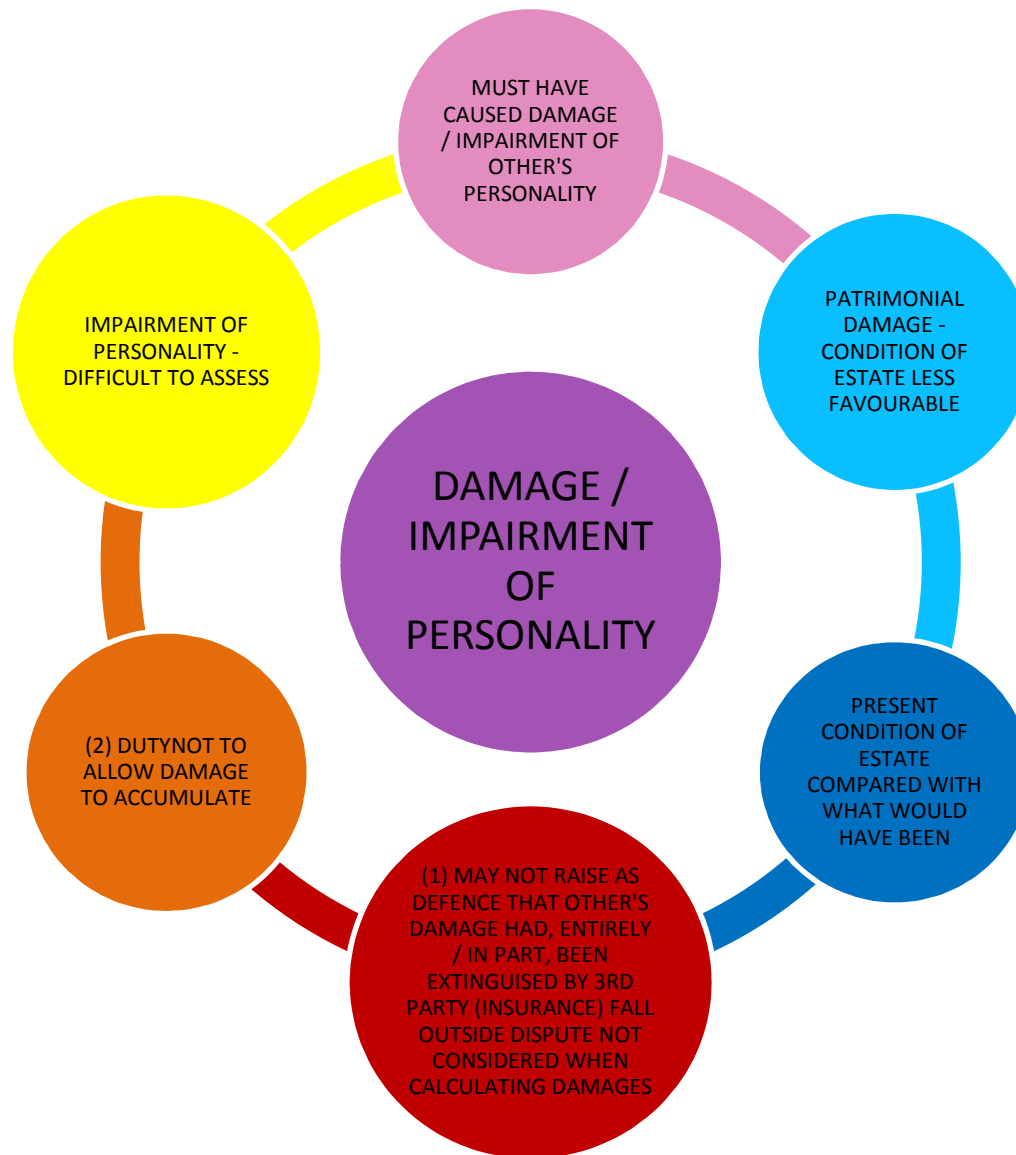 MUST HAVE
CAUSED DAMAGE
/ IMPAIRMENT OF
OTHER'S
PERSONALITY
PATRIMONIAL
DAMAGE -
CONDITION OF
ESTATE LESS
FAVOURABLE
PRESENT
CONDITION OF
ESTATE
COMPARED WITH
WHAT WOULD
HAVE BEEN
(1) MAY NOT RAISE AS
DEFENCE THAT OTHER'S
DAMAGE HAD, ENTIRELY
/ IN PART, BEEN
EXTINGUISED BY 3RD
PARTY (INSURANCE) FALL
OUTSIDE DISPUTE NOT
CONSIDERED WHEN
CALCULATING DAMAGES
(2) DUTYNOT TO
ALLOW DAMAGE
TO ACCUMULATE
IMPAIRMENT OF
PERSONALITY -
DIFFICULT TO ASSESS
DAMAGE /
IMPAIRMENT
OF
PERSONALITY